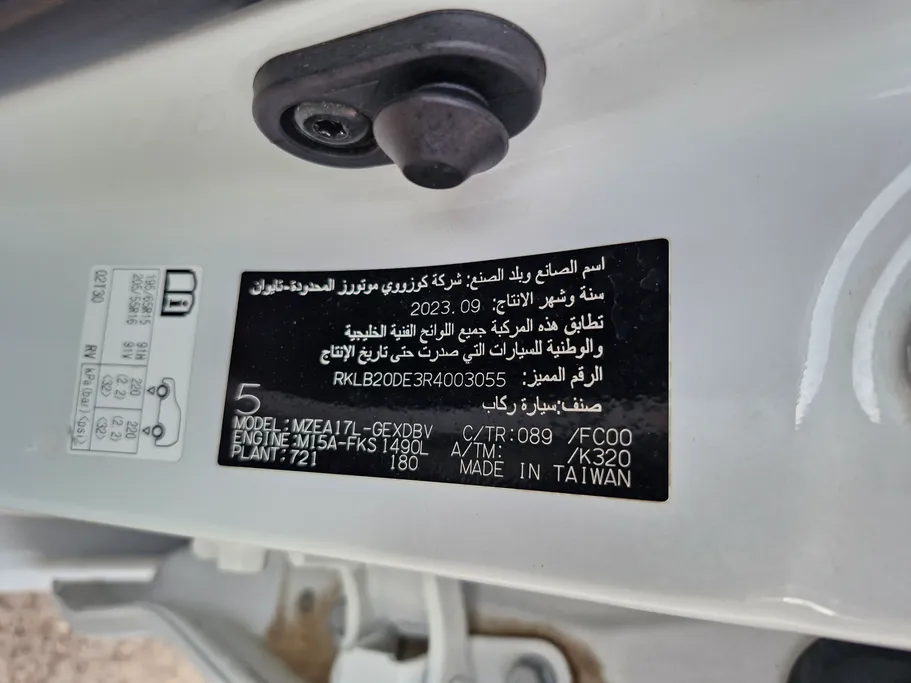 اسم الصانع وبلد الصنع: شركة كوزووي موتورز المحدودة-تايوان
سنة وشهر الانتاج: 2023.09
تطابق هذه المركبة جميع اللوائح الفنية الخليجية
والوطنية للسيارات التي صدرت حتى تاريخ الإنتاج
الرقم المميز: RKLB20DE3R4003055
صنف:سيارة ركاب
5
MODEL:MZEA17L-GEXDBV C/TR:089 /FC00
ENGINE:M15A-FKS 1490L A/TM: /K320
PLANT:721 180 MADE IN TAIWAN
195/65R15 91H 220 (2.2) <32> 220 (2.2) <32>
205/55R16 91V
kPa(bar)<psi>
02T30 RV